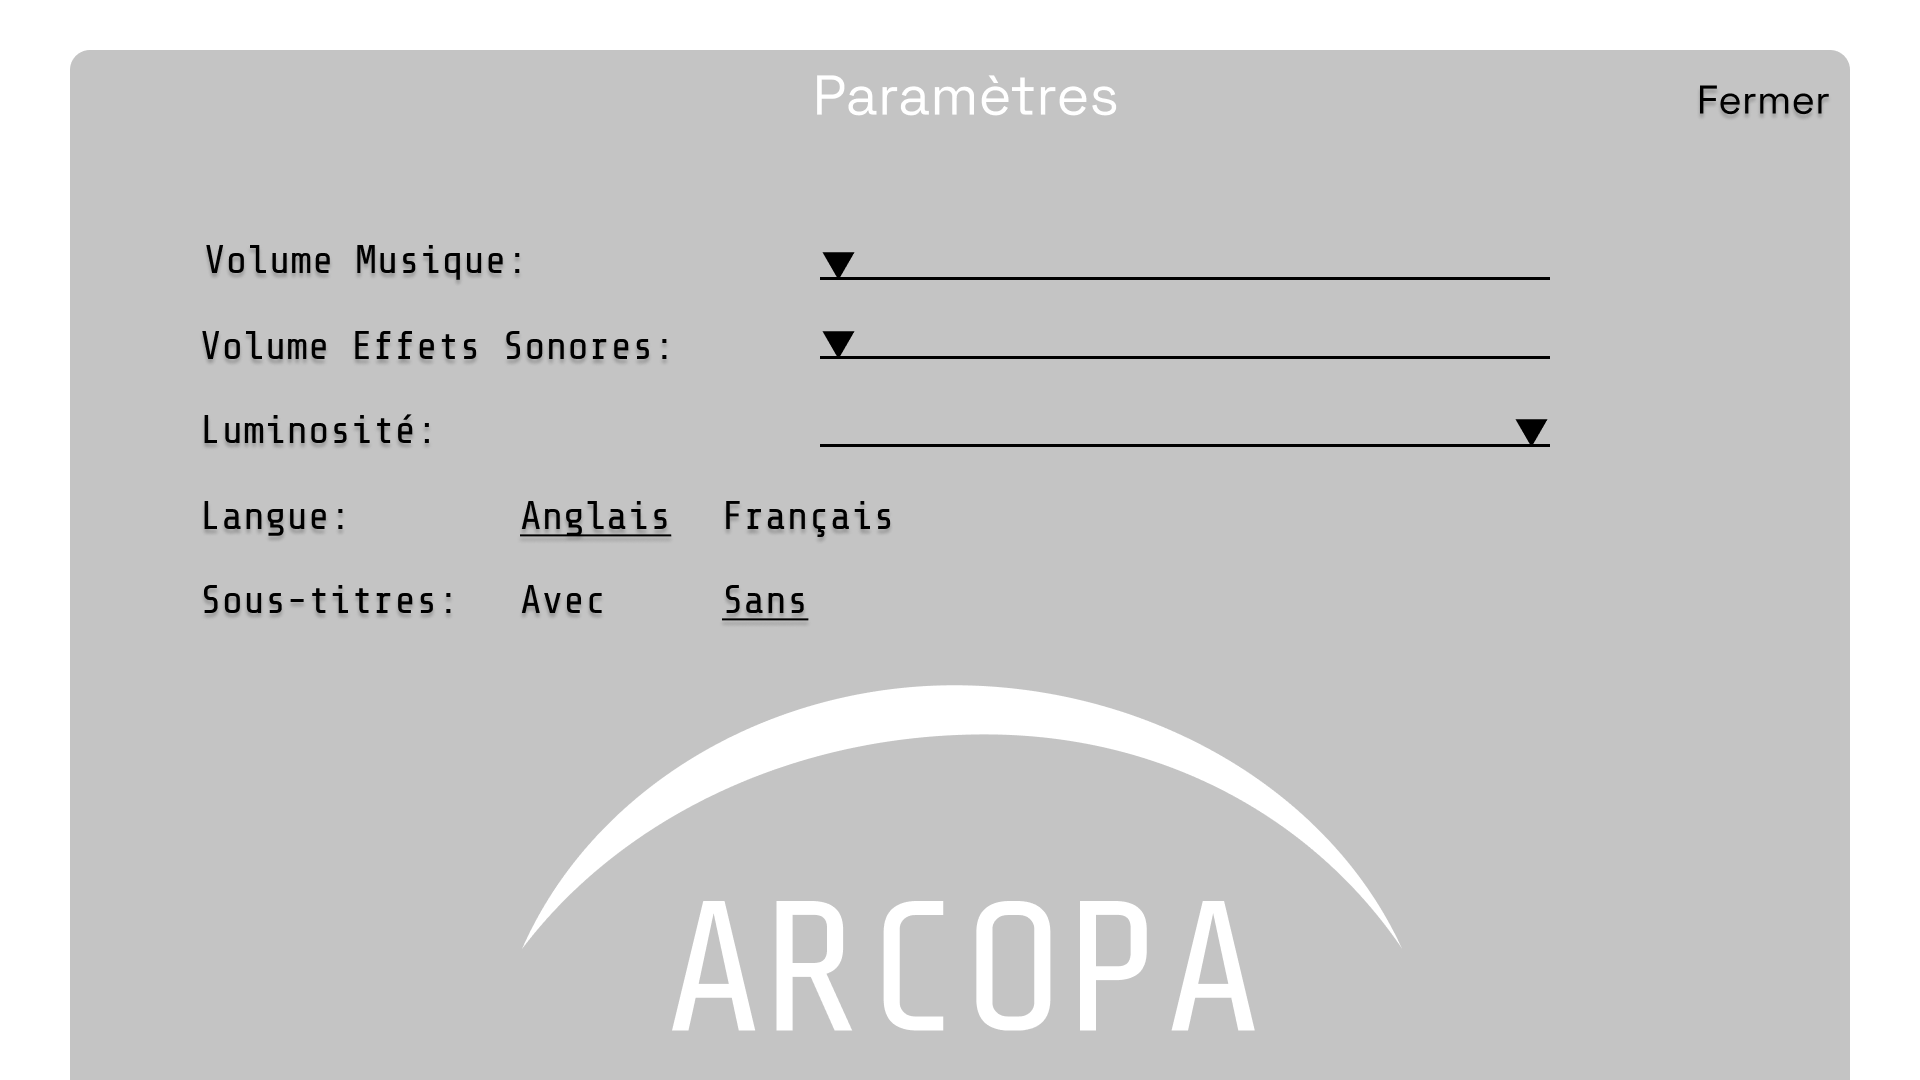 Paramètres
Fermer
Volume Musique:
Volume Effets Sonores:
Luminosité:
Langue: Anglais Français
Sous-titres: Avec Sans
ARCOPA